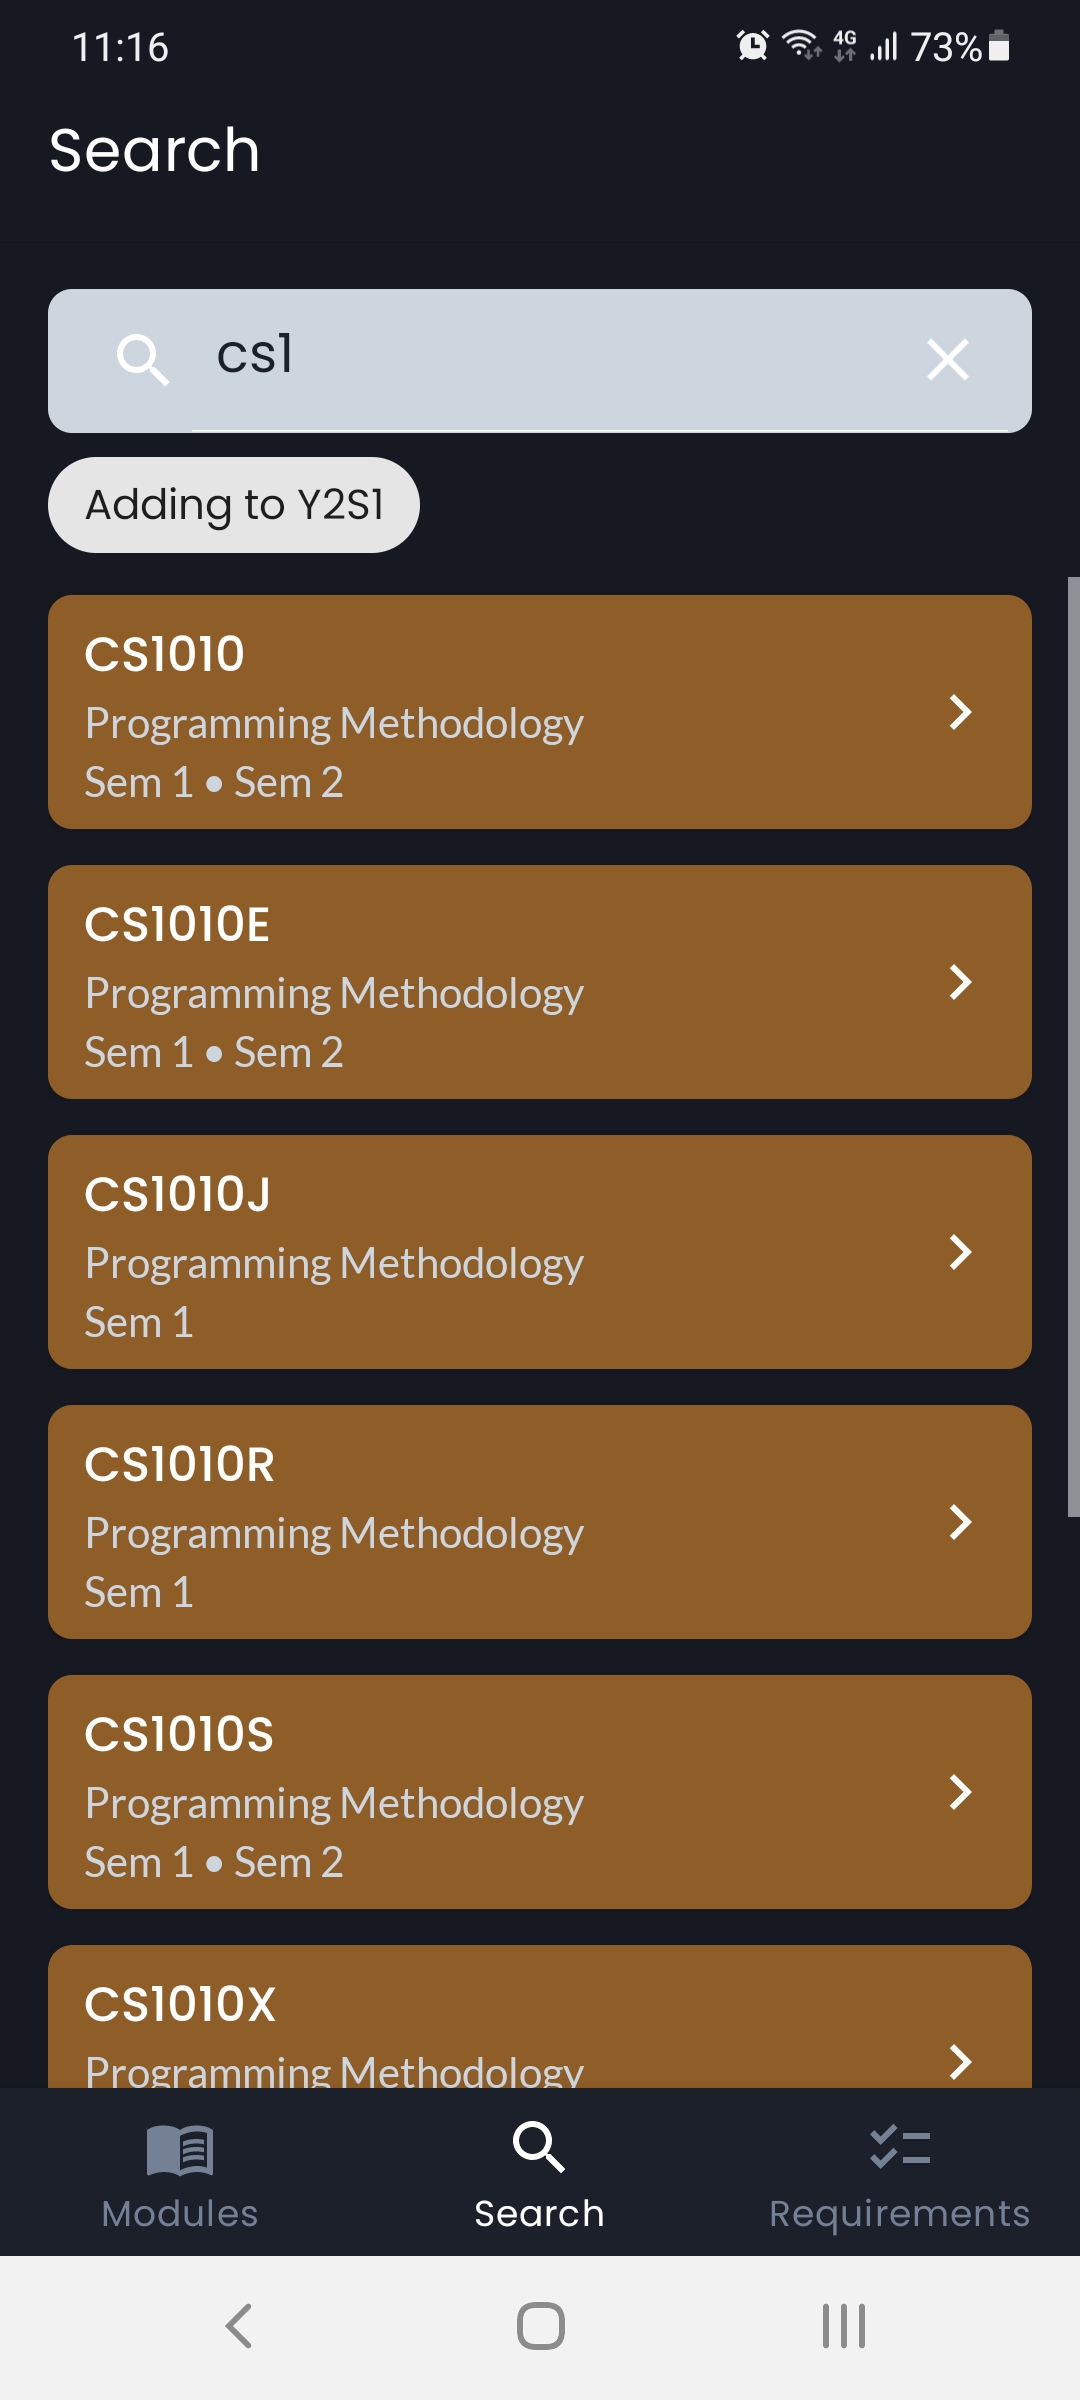 11:16
4G
73%
Search
cs1
Adding to Y2S1
CS1010
Programming Methodology
Sem 1 • Sem 2
CS1010E
Programming Methodology
Sem 1 • Sem 2
CS1010J
Programming Methodology
Sem 1
CS1010R
Programming Methodology
Sem 1
CS1010S
Programming Methodology
Sem 1 • Sem 2
CS1010X
Programming Methodology
Modules
Search
Requirements